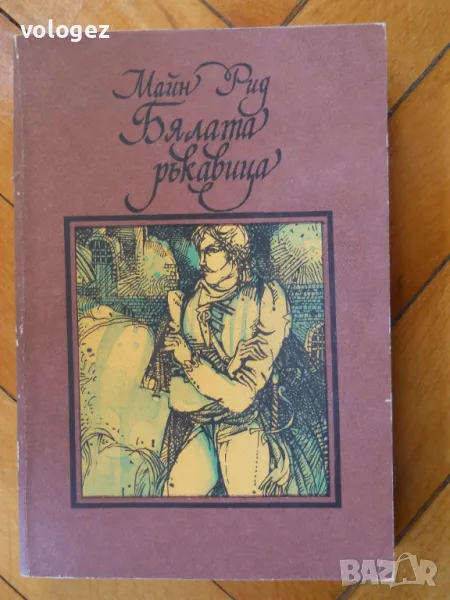 vologez
Майн Рид
Бялата
ръкавица
BAZAR